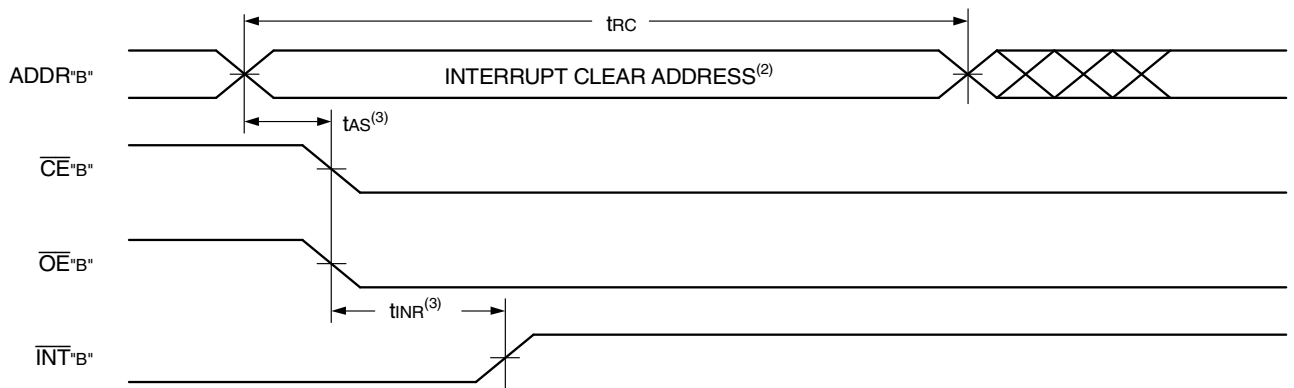 tRC
ADDR"B"
INTERRUPT CLEAR ADDRESS(2)
tAS(3)
CE"B"
OE"B"
tINR(3)
INT"B"